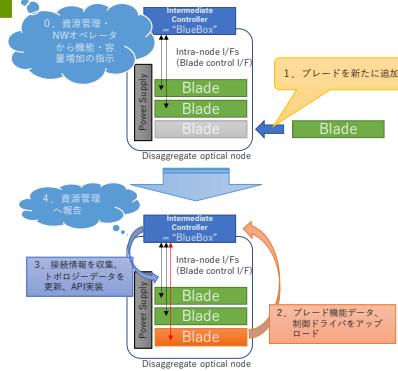 Intermediate
Controller
= “BlueBox”
0．資源管理・
NWオペレータ
から機能・容
量増加の指示
Intra-node I/Fs
(Blade control I/F)
Power Supply
Blade
Blade
Blade
1．ブレードを新たに追加
Blade
Disaggregate optical node
4．資源管理
へ報告
Intermediate
Controller
= “BlueBox”
3．接続情報を収集、
トポロジーデータを
更新、API実装
Intra-node I/Fs
(Blade control I/F)
Power Supply
Blade
Blade
Blade
2．ブレード機能データ、
制御ドライバをアップ
ロード
Disaggregate optical node